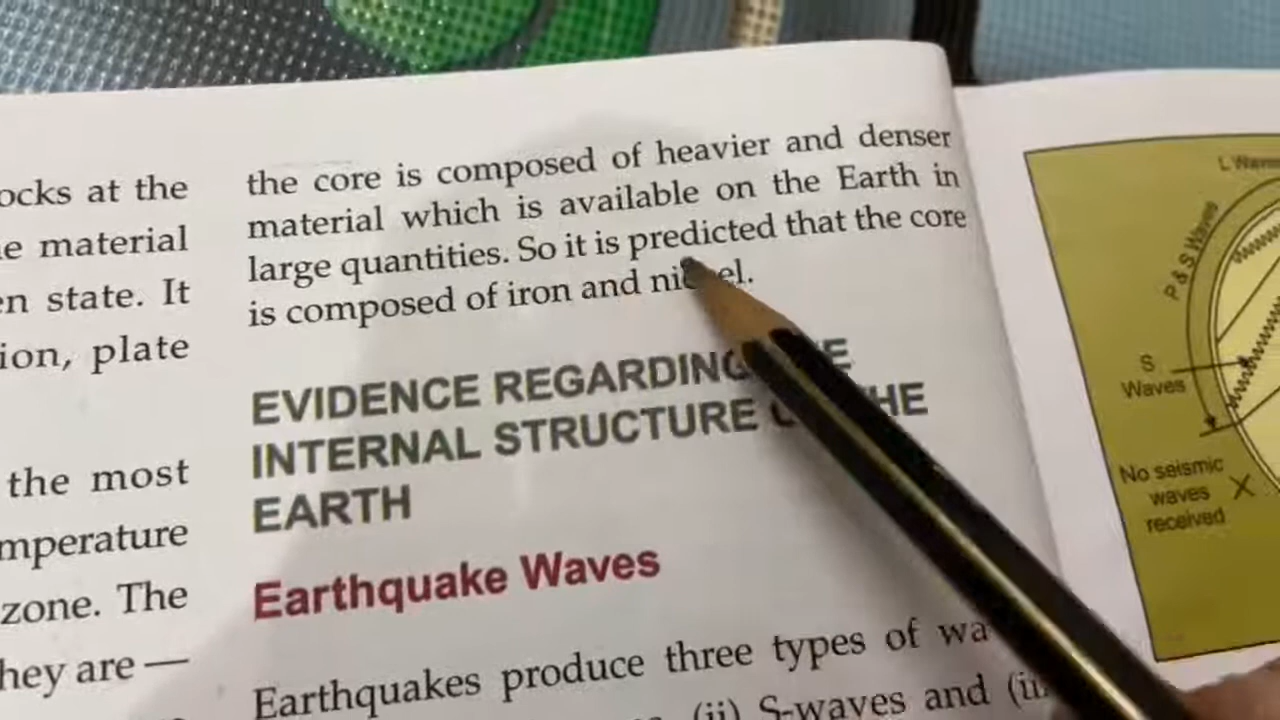 ocks at the
e material
en state. It
ion, plate
the most
mperature
zone. The
hey are —
the core is composed of heavier and denser
material which is available on the Earth in
large quantities. So it is predicted that the core
is composed of iron and
EVIDENCE REGARDING
INTERNAL STRUCTURE
EARTH
Earthquake Waves
Earthquakes produce three types of
(ii) S-waves and
L Waves
P & S Waves
S
Waves
No seismic
waves
received